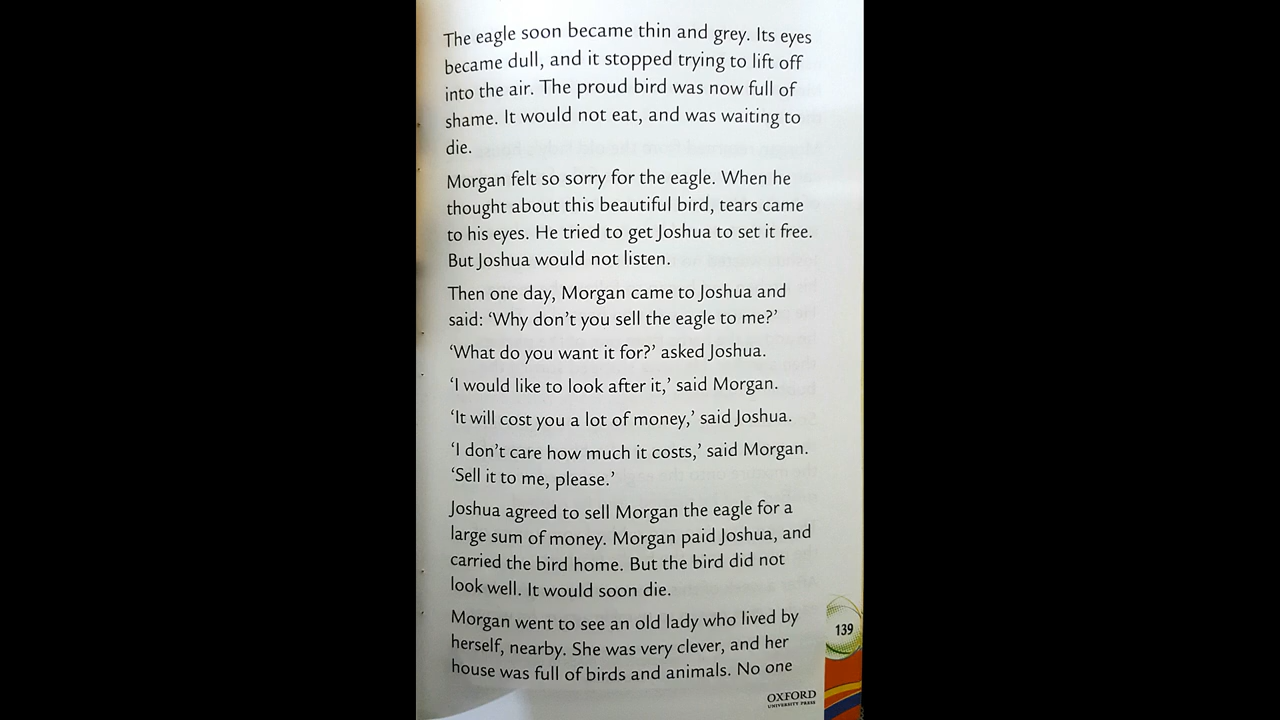 The eagle soon became thin and grey. Its eyes
became dull, and it stopped trying to lift off
into the air. The proud bird was now full of
shame. It would not eat, and was waiting to
die.
Morgan felt so sorry for the eagle. When he
thought about this beautiful bird, tears came
to his eyes. He tried to get Joshua to set it free.
But Joshua would not listen.
Then one day, Morgan came to Joshua and
said: ‘Why don’t you sell the eagle to me?’
‘What do you want it for?’ asked Joshua.
‘I would like to look after it,’ said Morgan.
‘It will cost you a lot of money,’ said Joshua.
‘I don’t care how much it costs,’ said Morgan.
‘Sell it to me, please.’
Joshua agreed to sell Morgan the eagle for a
large sum of money. Morgan paid Joshua, and
carried the bird home. But the bird did not
look well. It would soon die.
Morgan went to see an old lady who lived by
herself, nearby. She was very clever, and her
house was full of birds and animals. No one
139
OXFORD
UNIVERSITY PRESS